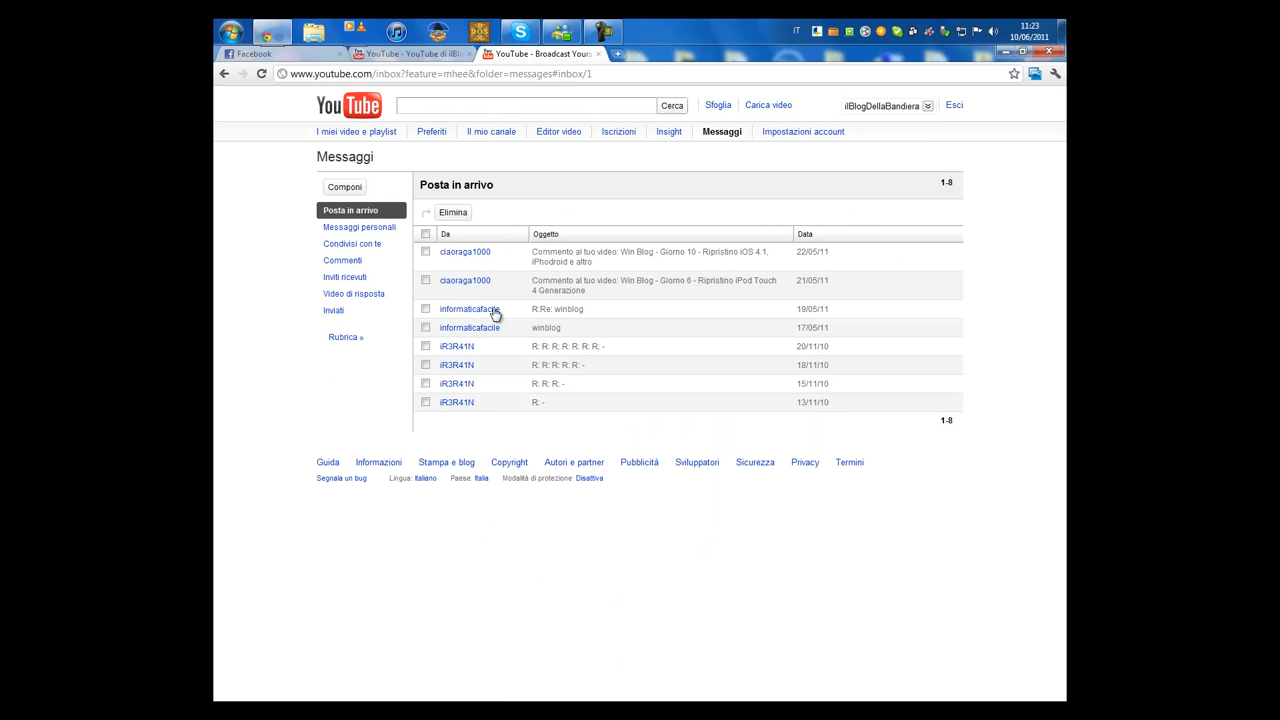 IT
11:23
10/06/2011
Facebook
YouTube - YouTube di ilBl
YouTube - Broadcast Yours
www.youtube.com/inbox?feature=mhee&folder=messages#inbox/1
YouTube
Cerca
Sfoglia
Carica video
ilBlogDellaBandiera
Esci
I miei video e playlist
Preferiti
Il mio canale
Editor video
Iscrizioni
Insight
Messaggi
Impostazioni account
Messaggi
Componi
Posta in arrivo
Messaggi personali
Condivisi con te
Commenti
Inviti ricevuti
Video di risposta
Inviati
Rubrica »
Posta in arrivo
1-8
Elimina
Da Oggetto Data
ciaoraga1000 Commento al tuo video: Win Blog - Giorno 10 - Ripristino iOS 4.1, 22/05/11
iPhodroid e altro
ciaoraga1000 Commento al tuo video: Win Blog - Giorno 6 - Ripristino iPod Touch 21/05/11
4 Generazione
informaticafacile R:Re: winblog 19/05/11
informaticafacile winblog 17/05/11
iR3R41N R: R: R: R: R: R: R: - 20/11/10
iR3R41N R: R: R: R: R: - 18/11/10
iR3R41N R: R: R: - 15/11/10
iR3R41N R: - 13/11/10
1-8
Guida Informazioni Stampa e blog Copyright Autori e partner Pubblicità Sviluppatori Sicurezza Privacy Termini
Segnala un bug Lingua: Italiano Paese: Italia Modalità di protezione: Disattiva